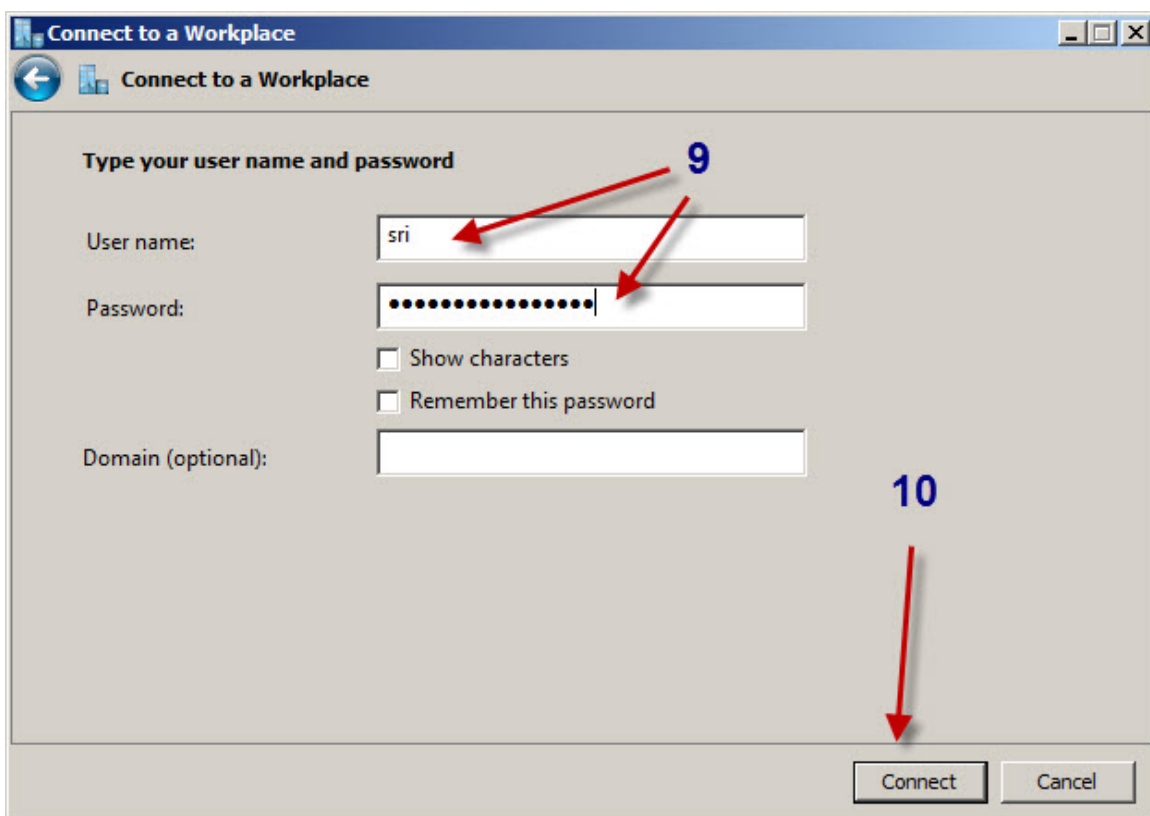 Connect to a Workplace
Connect to a Workplace
Type your user name and password
9
User name:
sri
Password:
••••••••••••••••
Show characters
Remember this password
Domain (optional):
10
Connect
Cancel